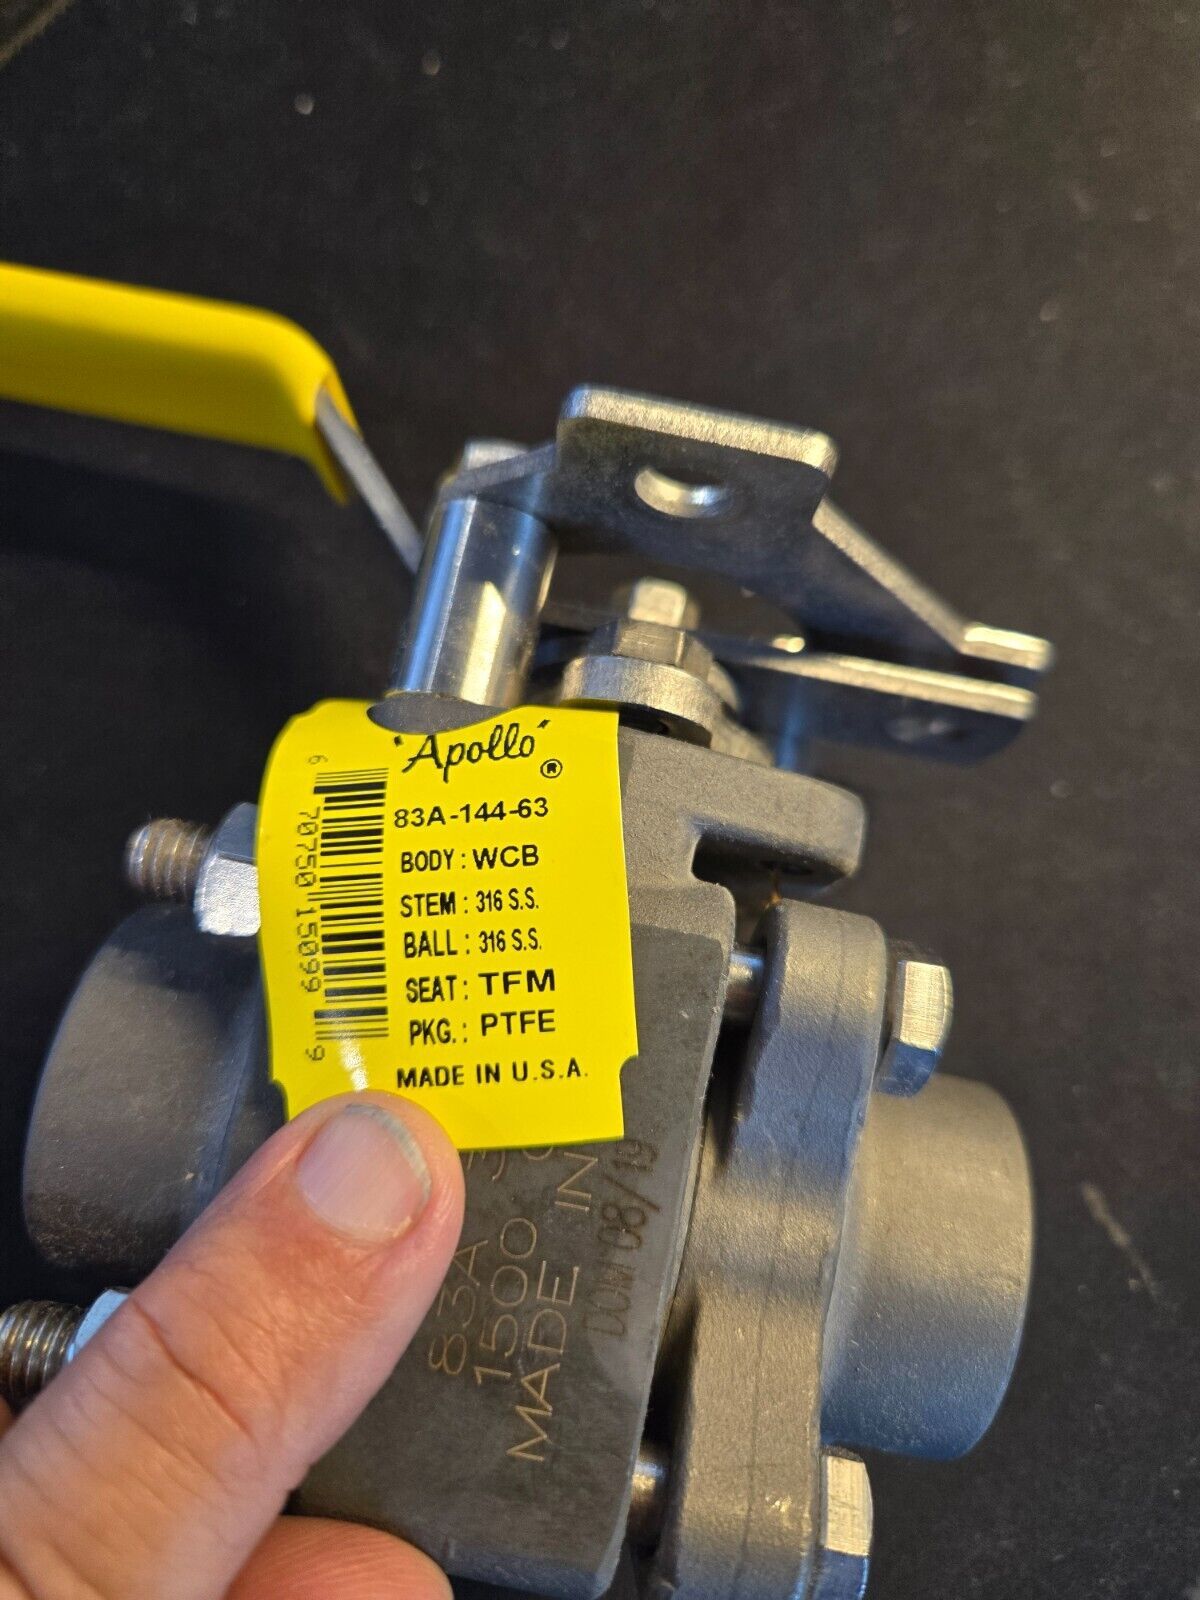 "Apollo"®
83A-144-63
BODY: WCB
STEM: 316 S.S.
BALL: 316 S.S.
SEAT: TFM
PKG.: PTFE
MADE IN U.S.A.
6 70750 15099 9
83A
1500
MADE IN
DOM 08/19